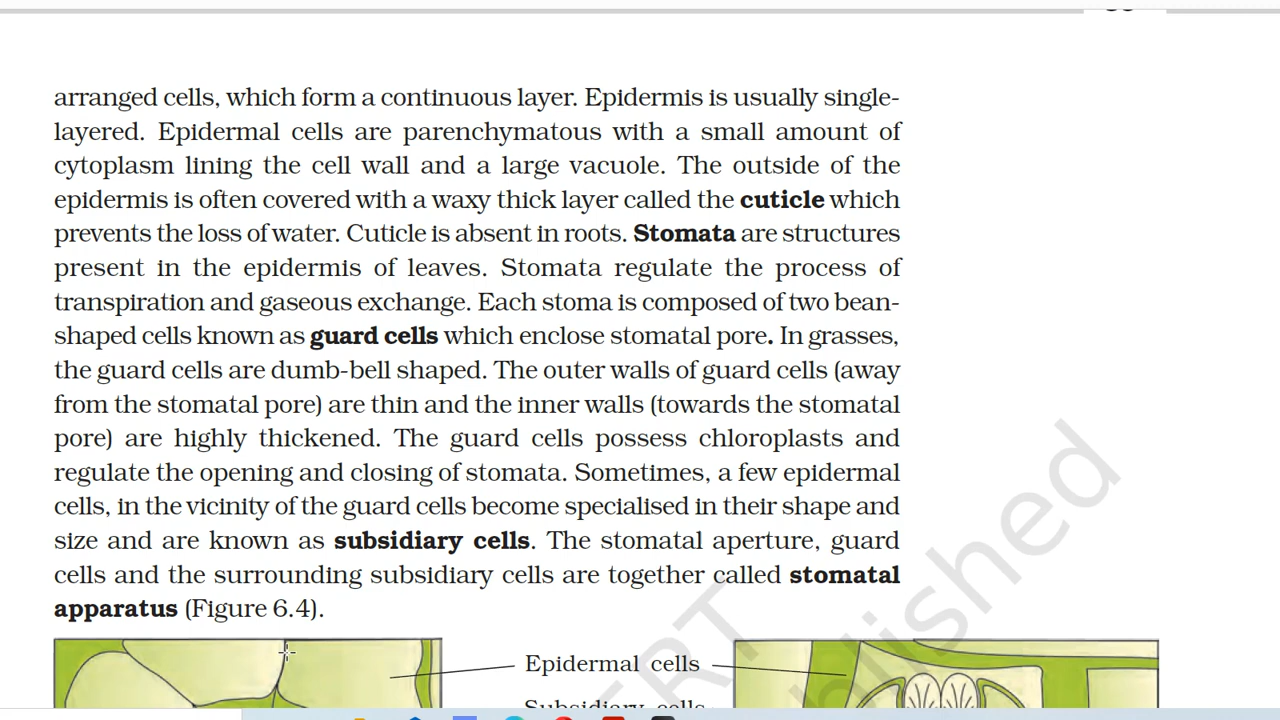 arranged cells, which form a continuous layer. Epidermis is usually single-
layered. Epidermal cells are parenchymatous with a small amount of
cytoplasm lining the cell wall and a large vacuole. The outside of the
epidermis is often covered with a waxy thick layer called the cuticle which
prevents the loss of water. Cuticle is absent in roots. Stomata are structures
present in the epidermis of leaves. Stomata regulate the process of
transpiration and gaseous exchange. Each stoma is composed of two bean-
shaped cells known as guard cells which enclose stomatal pore. In grasses,
the guard cells are dumb-bell shaped. The outer walls of guard cells (away
from the stomatal pore) are thin and the inner walls (towards the stomatal
pore) are highly thickened. The guard cells possess chloroplasts and
regulate the opening and closing of stomata. Sometimes, a few epidermal
cells, in the vicinity of the guard cells become specialised in their shape and
size and are known as subsidiary cells. The stomatal aperture, guard
cells and the surrounding subsidiary cells are together called stomatal
apparatus (Figure 6.4).
Epidermal cells
Subsidiary cells